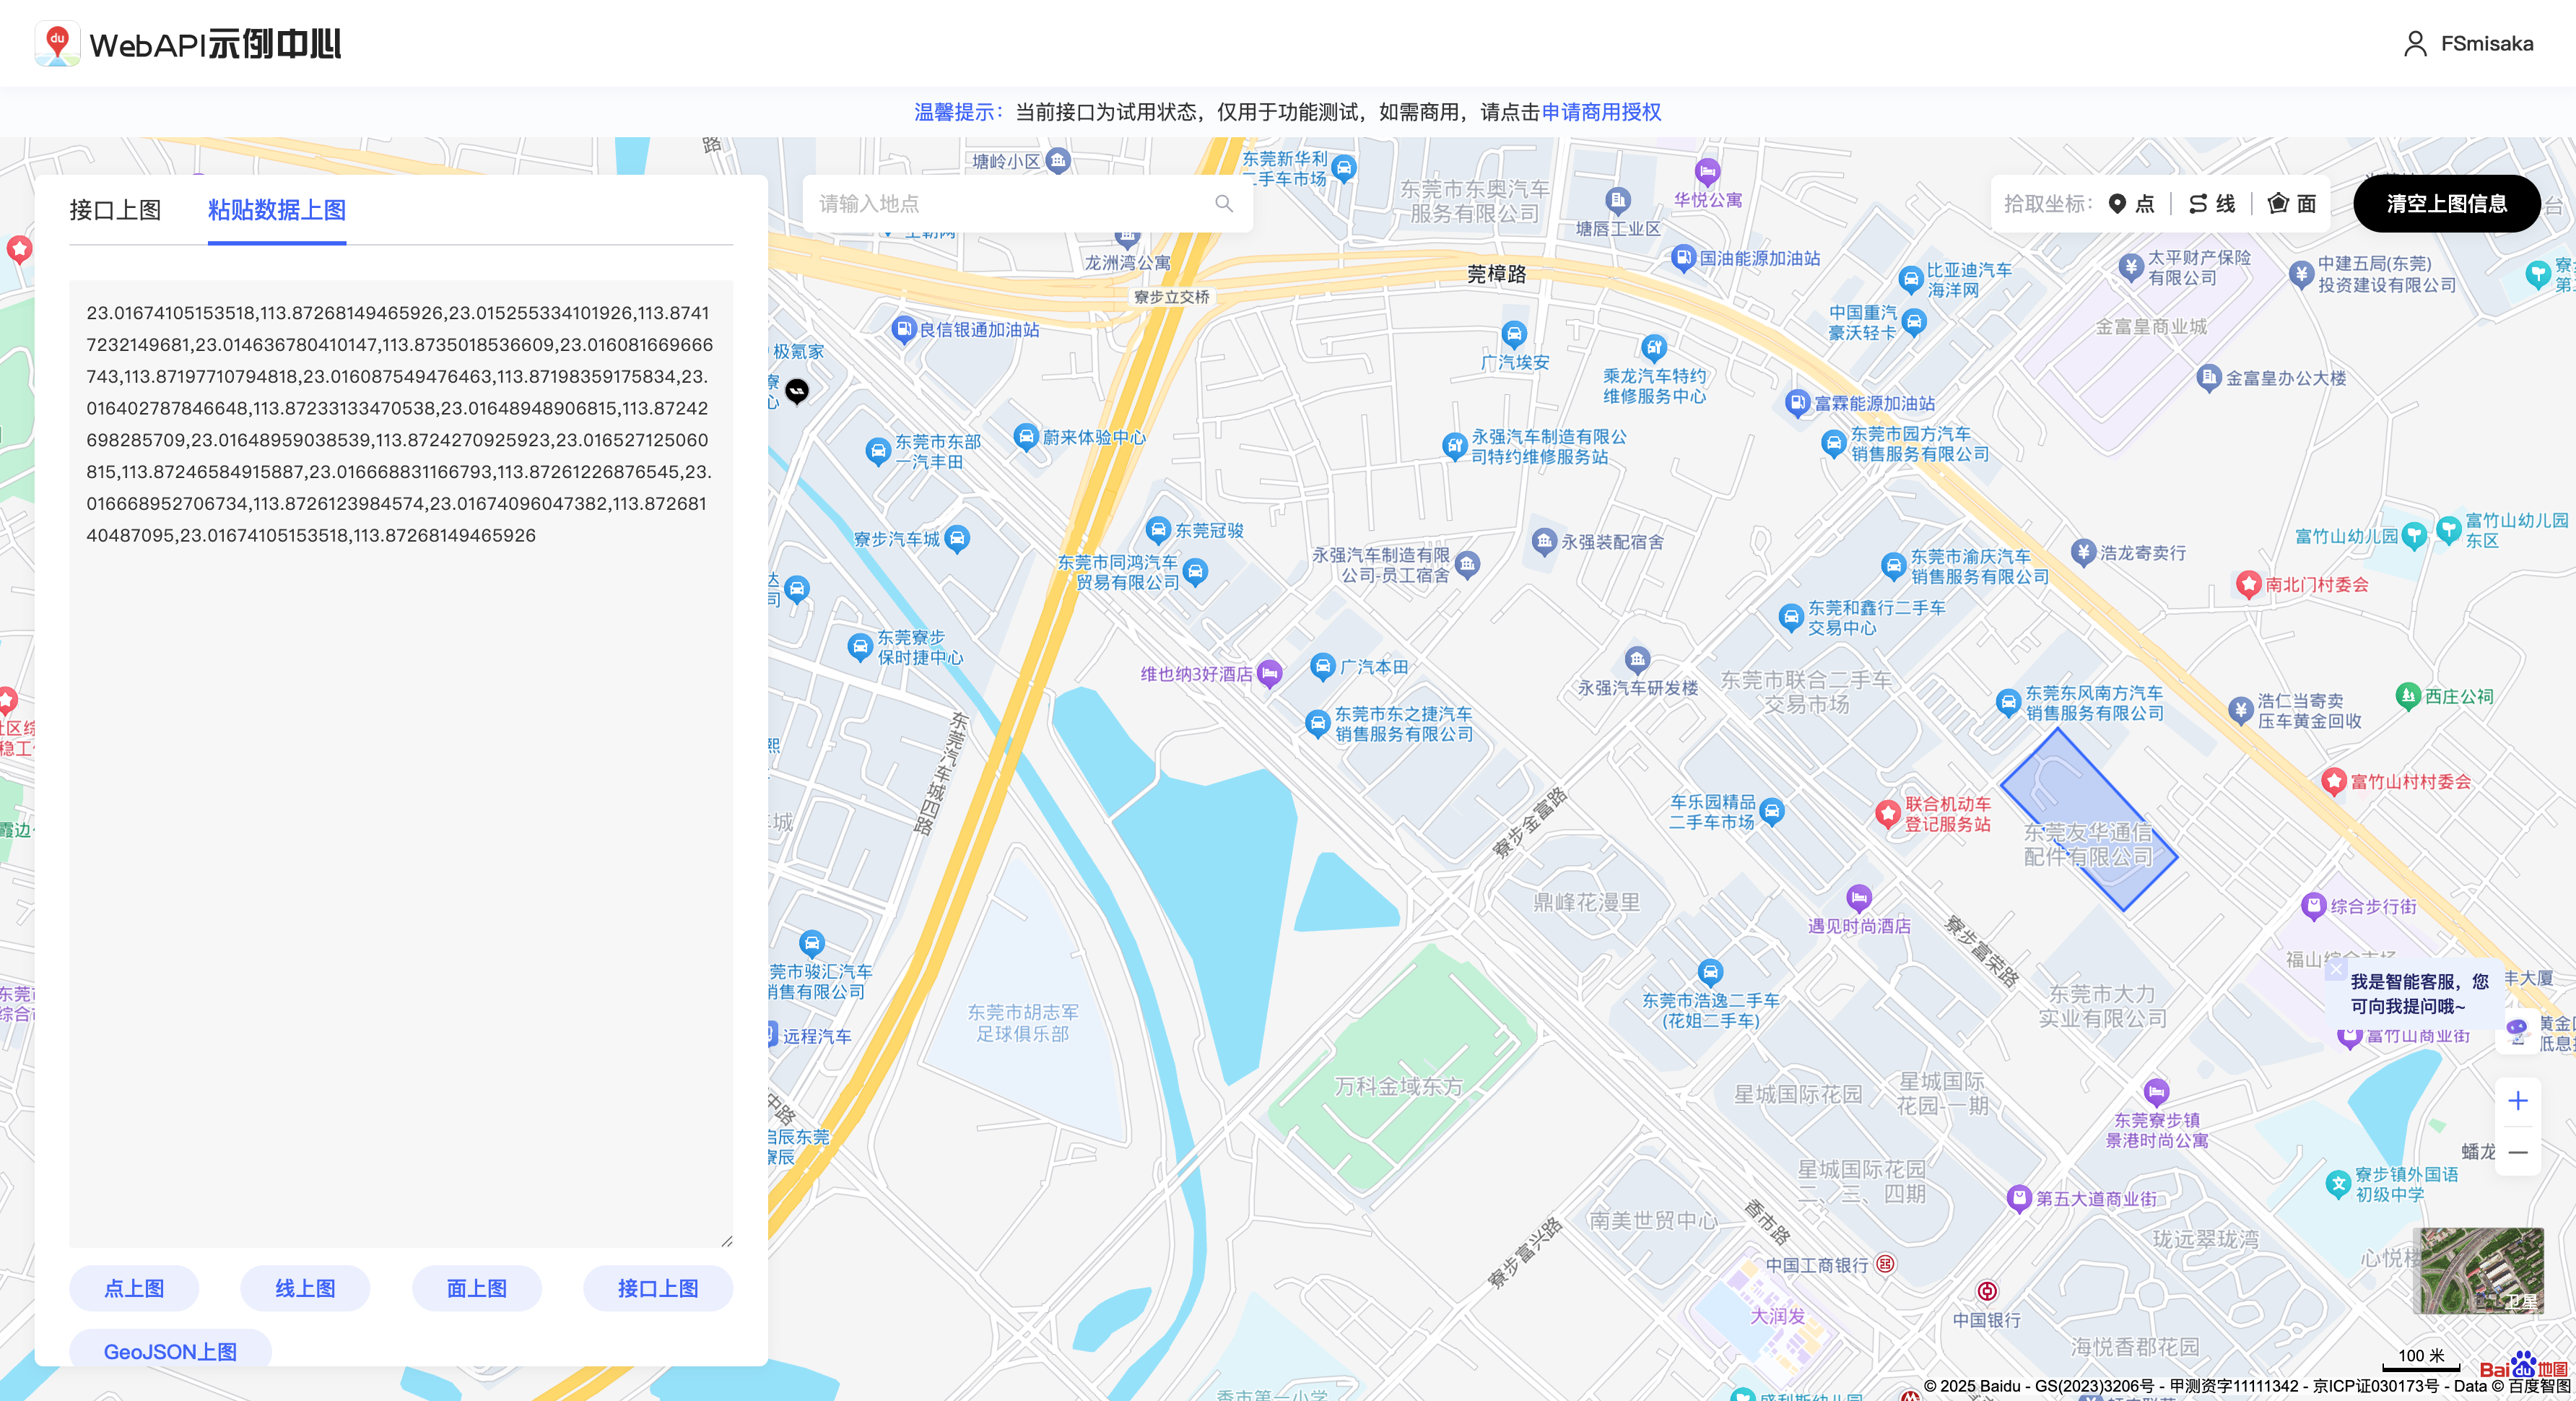 WebAPI示例中心
FSmisaka
温馨提示：当前接口为试用状态，仅用于功能测试，如需商用，请点击申请商用授权
接口上图
粘贴数据上图
23.01674105153518,113.87268149465926,23.015255334101926,113.8741
7232149681,23.014636780410147,113.8735018536609,23.016081669666
743,113.87197710794818,23.016087549476463,113.87198359175834,23.
016402787846648,113.87233133470538,23.01648948906815,113.87242
698285709,23.01648959038539,113.8724270925923,23.016527125060
815,113.87246584915887,23.016668831166793,113.87261226876545,23.
016668952706734,113.8726123984574,23.01674096047382,113.872681
40487095,23.01674105153518,113.87268149465926
点上图
线上图
面上图
接口上图
GeoJSON上图
请输入地点
拾取坐标：
点
线
面
清空上图信息
路
塘岭小区
东莞新华利
二手车市场
东莞市东奥汽车
服务有限公司
华悦公寓
塘唇工业区
龙洲湾公寓
国油能源加油站
莞樟路
寮步立交桥
比亚迪汽车
海洋网
太平财产保险
有限公司
中建五局(东莞)
投资建设有限公司
中国重汽
豪沃轻卡
金富皇商业城
良信银通加油站
极氪家
广汽埃安
乘龙汽车特约
维修服务中心
金富皇办公大楼
富霖能源加油站
东莞市东部
一汽丰田
蔚来体验中心
永强汽车制造有限公
司特约维修服务站
东莞市园方汽车
销售服务有限公司
寮步汽车城
东莞冠骏
东莞市同鸿汽车
贸易有限公司
永强汽车制造有限
公司-员工宿舍
永强装配宿舍
东莞市渝庆汽车
销售服务有限公司
浩龙寄卖行
富竹山幼儿园
富竹山幼儿园
东区
南北门村委会
东莞和鑫行二手车
交易中心
东莞寮步
保时捷中心
维也纳3好酒店
广汽本田
永强汽车研发楼
东莞市联合二手车
交易市场
东莞东风南方汽车
销售服务有限公司
浩仁当寄卖
压车黄金回收
西庄公祠
东莞市东之捷汽车
销售服务有限公司
东莞汽车城四路
富竹山村村委会
车乐园精品
二手车市场
联合机动车
登记服务站
东莞友华通信
配件有限公司
寮步金富路
鼎峰花漫里
遇见时尚酒店
寮步富荣路
综合步行街
福山综合市场
莞市骏汇汽车
销售有限公司
东莞市浩逸二手车
(花姐二手车)
东莞市大力
实业有限公司
我是智能客服，您
可向我提问哦~
丰大厦
富竹山商业街
东莞市胡志军
足球俱乐部
远程汽车
万科金域东方
星城国际花园
星城国际
花园-一期
东莞寮步镇
景港时尚公寓
中路
启辰东莞
寮辰
蟠龙
星城国际花园
二、三、四期
寮步镇外国语
初级中学
第五大道商业街
南美世贸中心
香市路
寮步富兴路
珑远翠珑湾
心悦楼
中国工商银行
卫星
大润发
中国银行
海悦香郡花园
香市第一小学
100 米
Bai du 地图
© 2025 Baidu - GS(2023)3206号 - 甲测资字11111342 - 京ICP证030173号 - Data © 百度智图